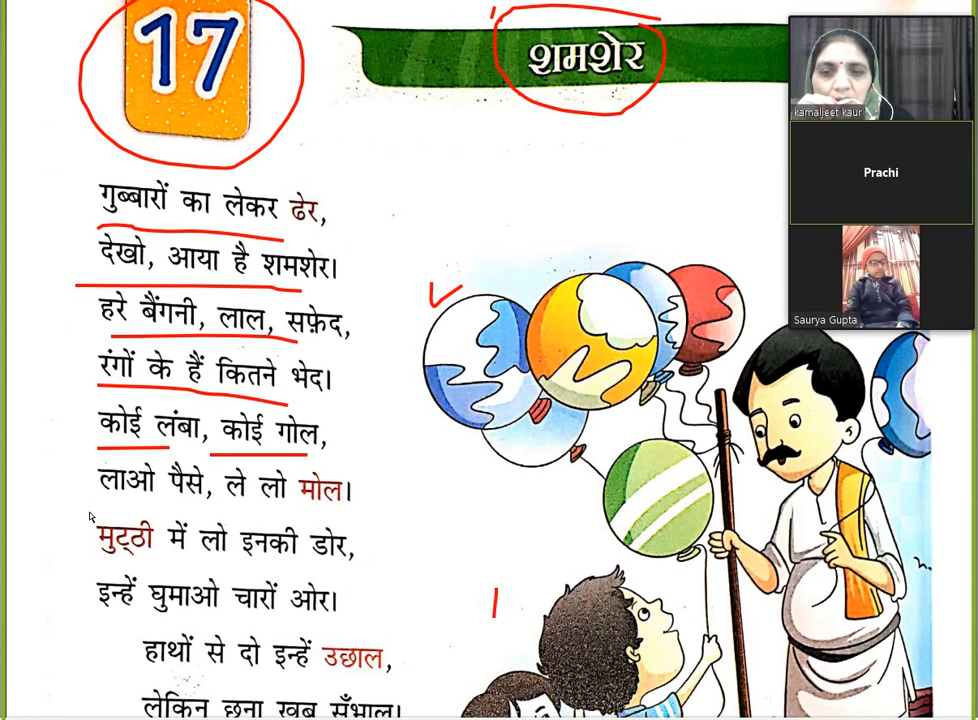 17
शमशेर
गुब्बारों का लेकर ढेर,
देखो, आया है शमशेर।
हरे बैंगनी, लाल, सफ़ेद,
रंगों के हैं कितने भेद।
कोई लंबा, कोई गोल,
लाओ पैसे, ले लो मोल।
मुट्ठी में लो इनकी डोर,
इन्हें घुमाओ चारों ओर।
हाथों से दो इन्हें उछाल,
लेकिन छूना खूब सँभाल।
kamaljeet kaur
Prachi
Saurya Gupta